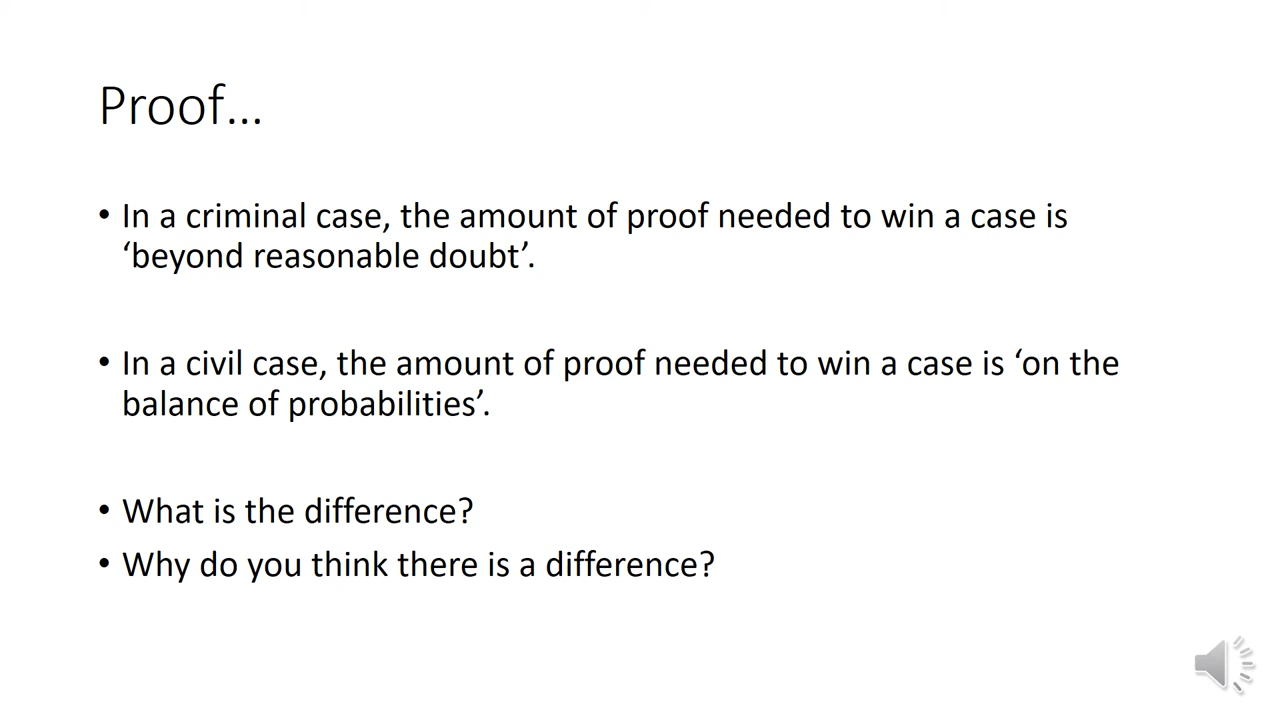 Proof...
• In a criminal case, the amount of proof needed to win a case is
‘beyond reasonable doubt’.
• In a civil case, the amount of proof needed to win a case is ‘on the
balance of probabilities’.
• What is the difference?
• Why do you think there is a difference?